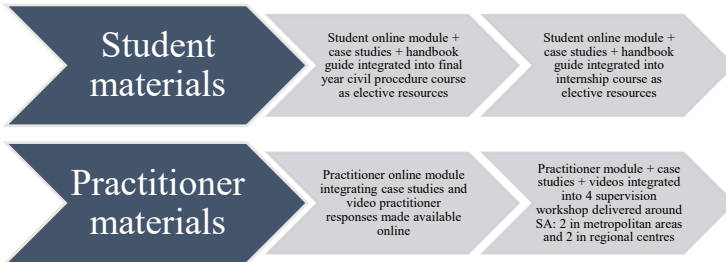 Student
materials
Student online module +
case studies + handbook
guide integrated into final
year civil procedure course
as elective resources
Student online module +
case studies + handbook
guide integrated into
internship course as
elective resources
Practitioner
materials
Practitioner online module
integrating case studies and
video practitioner
responses made available
online
Practitioner module + case
studies + videos integrated
into 4 supervision
workshop delivered around
SA: 2 in metropolitan areas
and 2 in regional centres